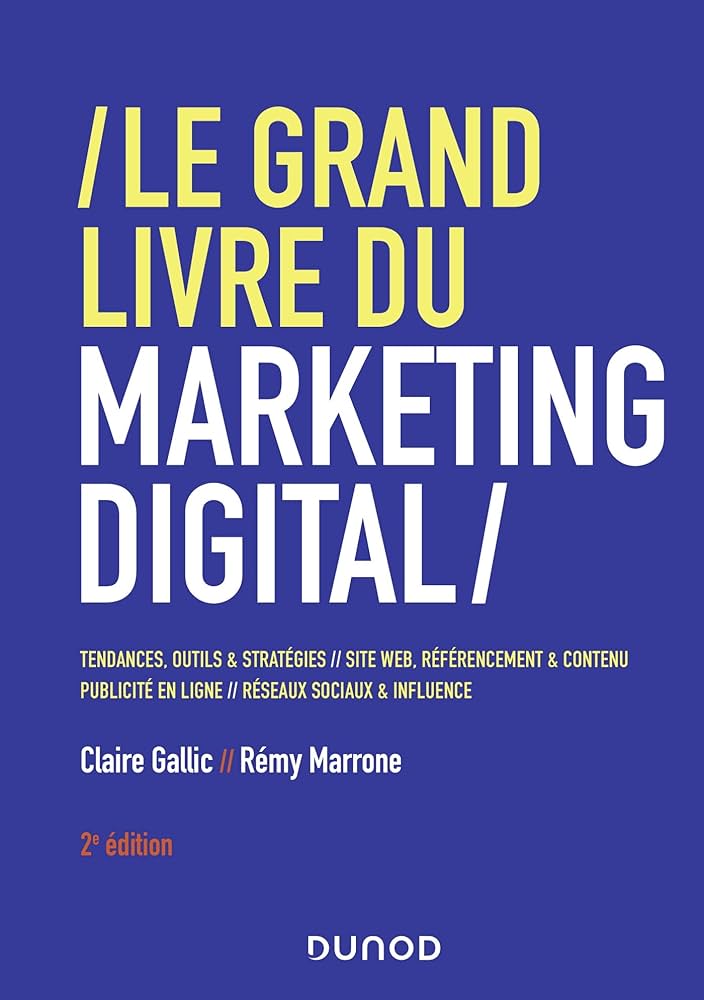 /LE GRAND
LIVRE DU
MARKETING
DIGITAL/
TENDANCES, OUTILS & STRATÉGIES // SITE WEB, RÉFÉRENCEMENT & CONTENU
PUBLICITÉ EN LIGNE // RÉSEAUX SOCIAUX & INFLUENCE
Claire Gallic // Rémy Marrone
2e édition
DUNOD